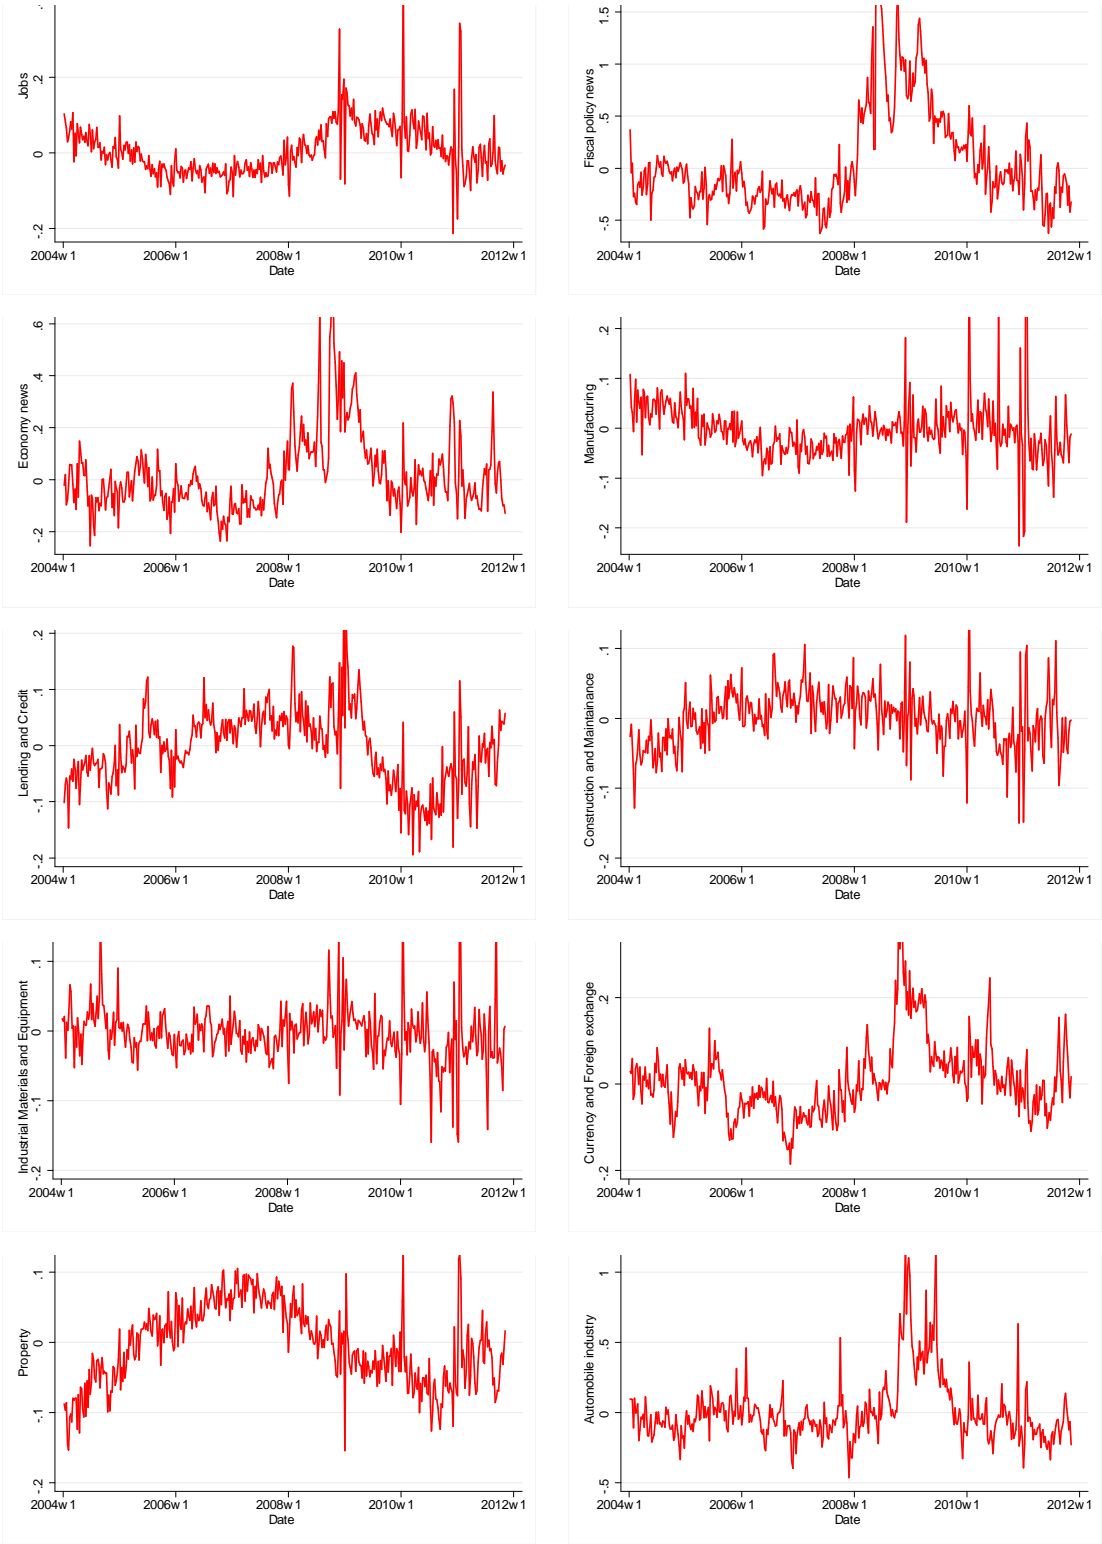 Jobs
.2
0
-.2
2004w1 2006w1 2008w1 2010w1 2012w1
Date
Fiscal policy news
1.5
1
.5
0
-.5
2004w1 2006w1 2008w1 2010w1 2012w1
Date
Economy news
.6
.4
.2
0
-.2
2004w1 2006w1 2008w1 2010w1 2012w1
Date
Manufacturing
.2
.1
0
-.1
-.2
2004w1 2006w1 2008w1 2010w1 2012w1
Date
Lending and Credit
.2
.1
0
-.1
-.2
2004w1 2006w1 2008w1 2010w1 2012w1
Date
Construction and Maintainance
.1
0
-.1
-.2
2004w1 2006w1 2008w1 2010w1 2012w1
Date
Industrial Materials and Equipment
.1
0
-.1
-.2
2004w1 2006w1 2008w1 2010w1 2012w1
Date
Currency and Foreign exchange
.2
0
-.2
2004w1 2006w1 2008w1 2010w1 2012w1
Date
Property
.1
0
-.1
-.2
2004w1 2006w1 2008w1 2010w1 2012w1
Date
Automobile industry
1
.5
0
-.5
2004w1 2006w1 2008w1 2010w1 2012w1
Date